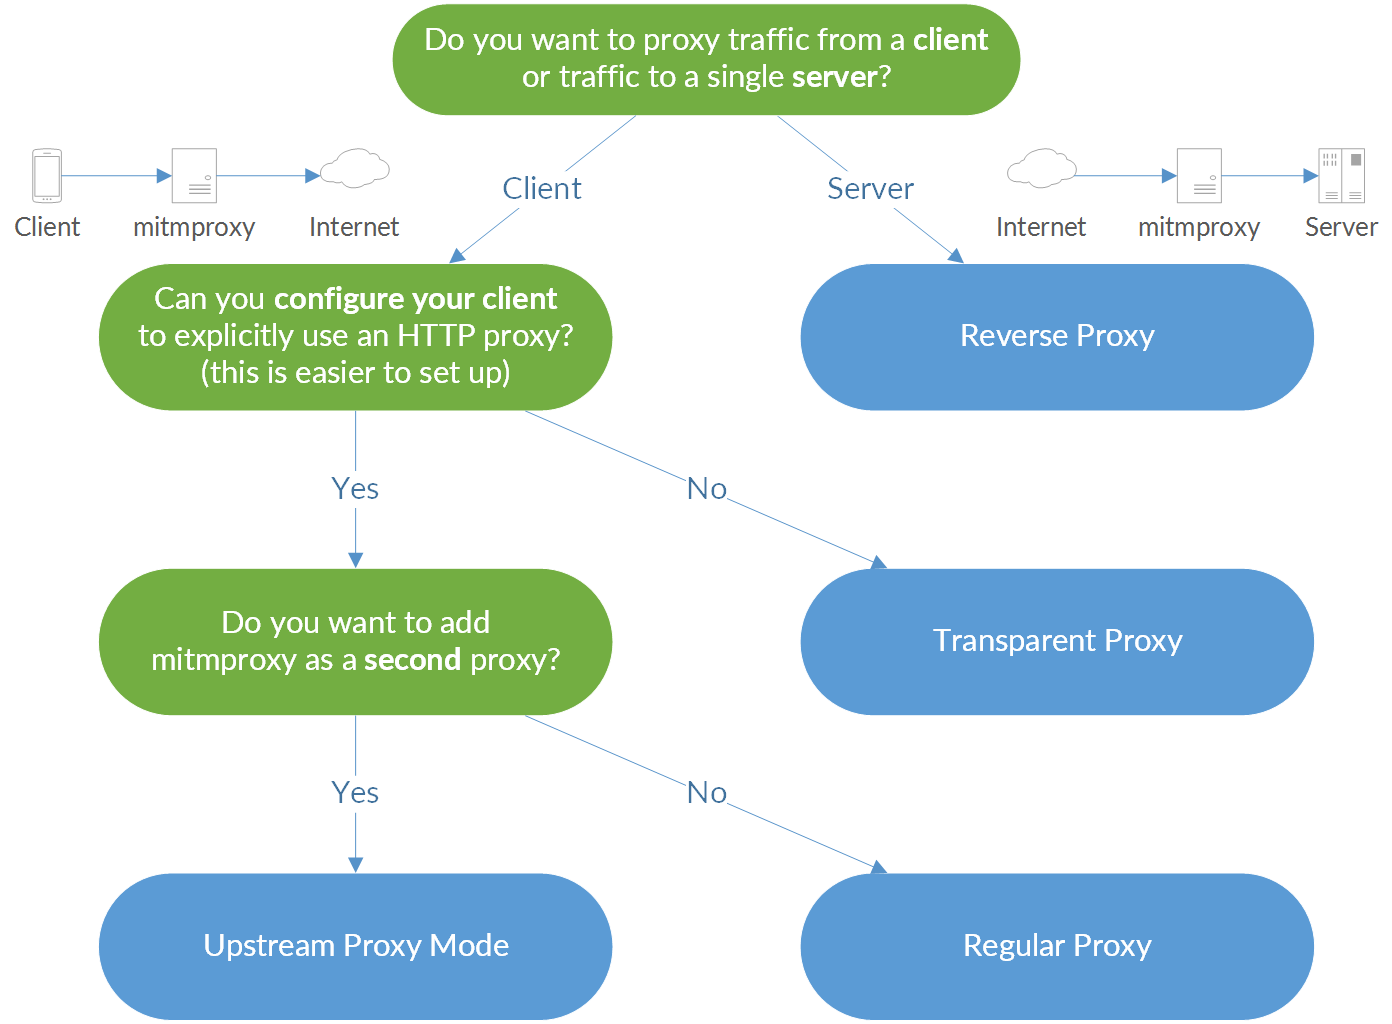 Do you want to proxy traffic from a client
or traffic to a single server?
Client
mitmproxy
Internet
Client
Server
Internet
mitmproxy
Server
Can you configure your client
to explicitly use an HTTP proxy?
(this is easier to set up)
Reverse Proxy
Yes
No
Do you want to add
mitmproxy as a second proxy?
Transparent Proxy
Yes
No
Upstream Proxy Mode
Regular Proxy